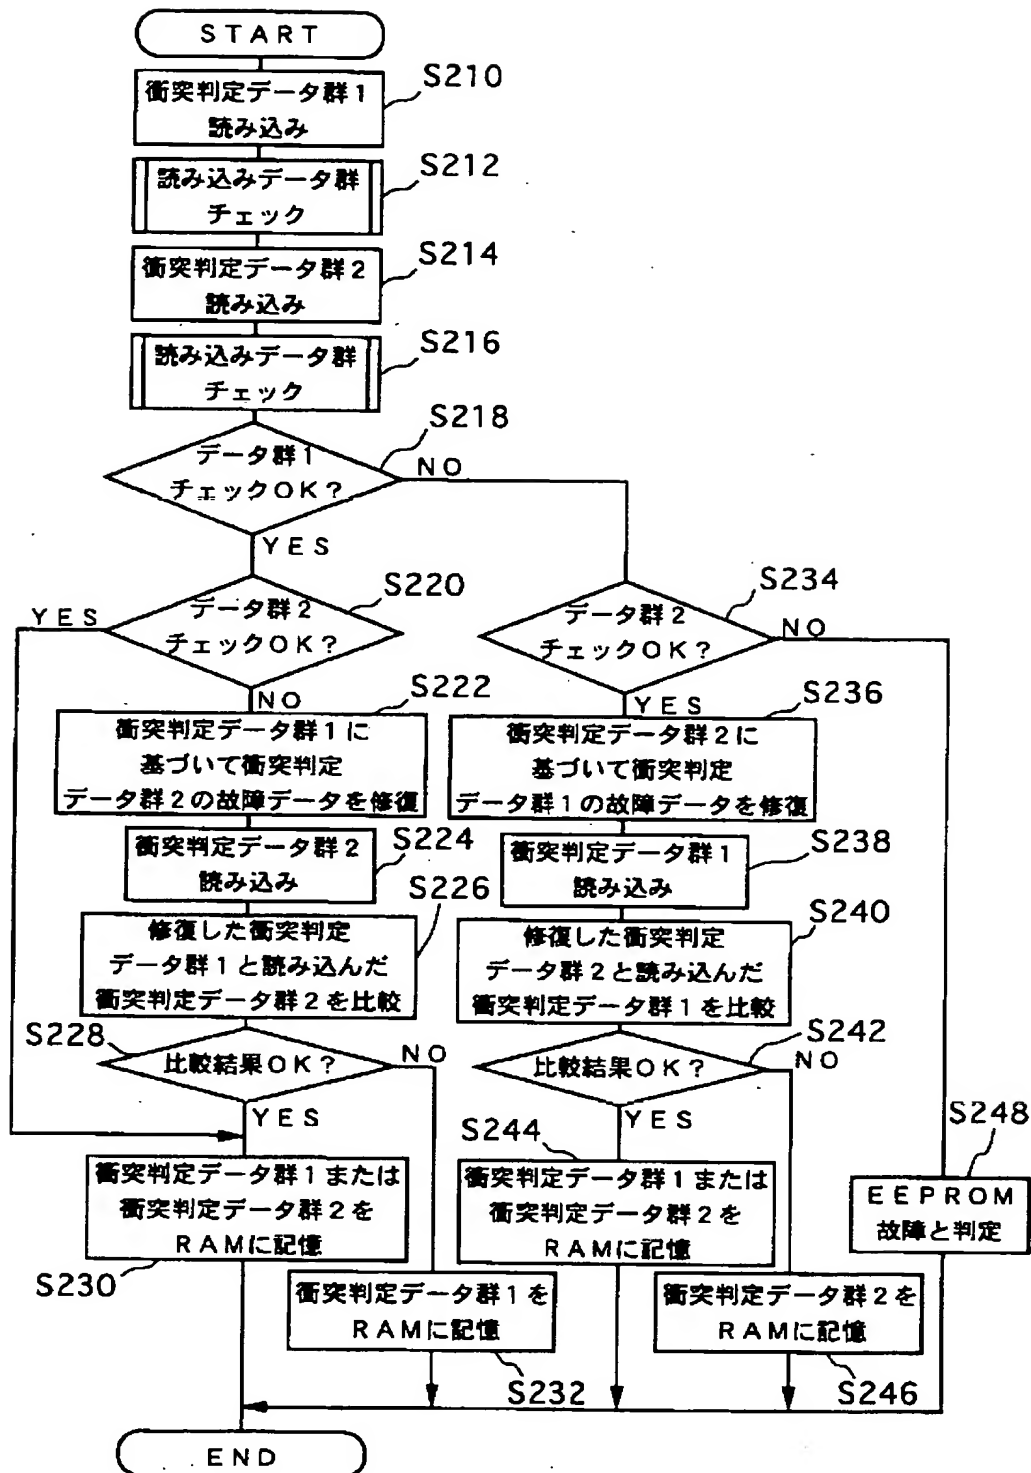 START
S210
衝突判定データ群1
読み込み
S212
読み込みデータ群
チェック
S214
衝突判定データ群2
読み込み
S216
読み込みデータ群
チェック
S218
データ群1
チェックOK?
NO
YES
S220
データ群2
チェックOK?
YES
NO
S234
データ群2
チェックOK?
NO
YES
S222
衝突判定データ群1に
基づいて衝突判定
データ群2の故障データを修復
S236
衝突判定データ群2に
基づいて衝突判定
データ群1の故障データを修復
S224
衝突判定データ群2
読み込み
S238
衝突判定データ群1
読み込み
S226
修復した衝突判定
データ群1と読み込んだ
衝突判定データ群2を比較
S240
修復した衝突判定
データ群2と読み込んだ
衝突判定データ群1を比較
S228
比較結果OK?
NO
YES
S242
比較結果OK?
NO
YES
S230
衝突判定データ群1または
衝突判定データ群2を
RAMに記憶
S244
衝突判定データ群1または
衝突判定データ群2を
RAMに記憶
S248
EEPROM
故障と判定
衝突判定データ群1を
RAMに記憶
S232
衝突判定データ群2を
RAMに記憶
S246
END